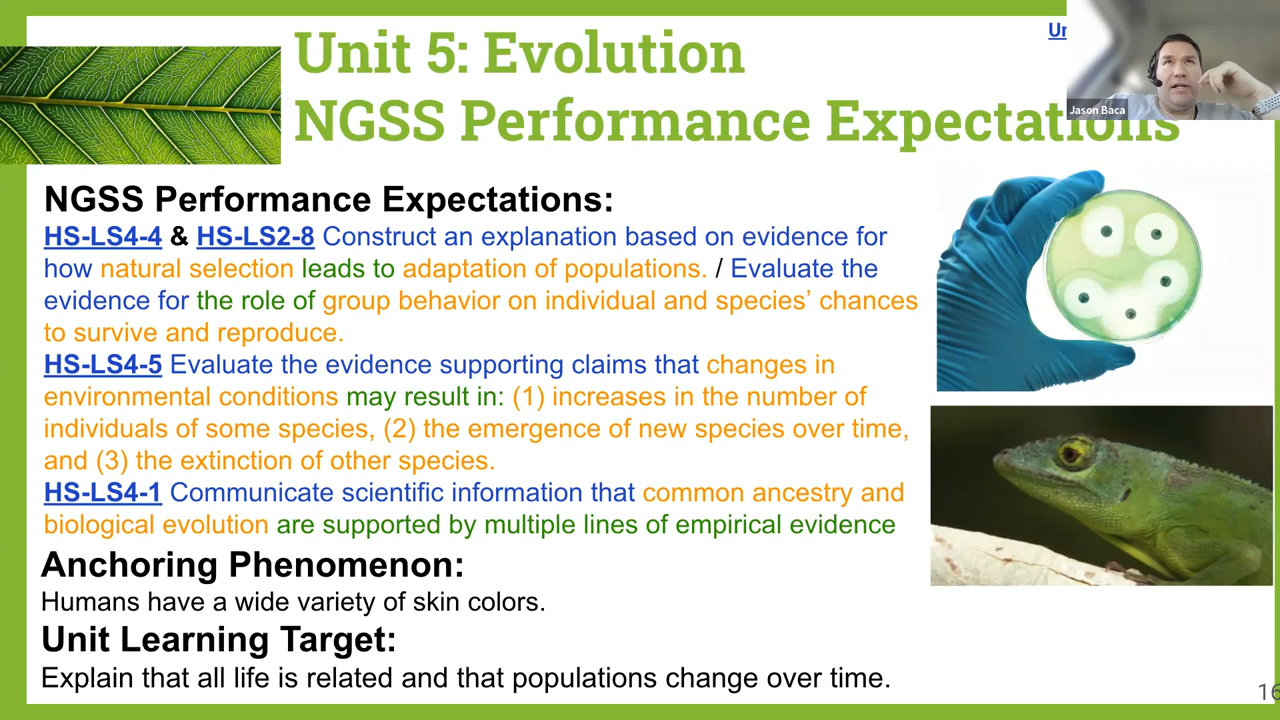 Unit 5: Evolution
NGSS Performance Expectations
Jason Baca
NGSS Performance Expectations:
HS-LS4-4 & HS-LS2-8 Construct an explanation based on evidence for
how natural selection leads to adaptation of populations. / Evaluate the
evidence for the role of group behavior on individual and species’ chances
to survive and reproduce.
HS-LS4-5 Evaluate the evidence supporting claims that changes in
environmental conditions may result in: (1) increases in the number of
individuals of some species, (2) the emergence of new species over time,
and (3) the extinction of other species.
HS-LS4-1 Communicate scientific information that common ancestry and
biological evolution are supported by multiple lines of empirical evidence
Anchoring Phenomenon:
Humans have a wide variety of skin colors.
Unit Learning Target:
Explain that all life is related and that populations change over time.